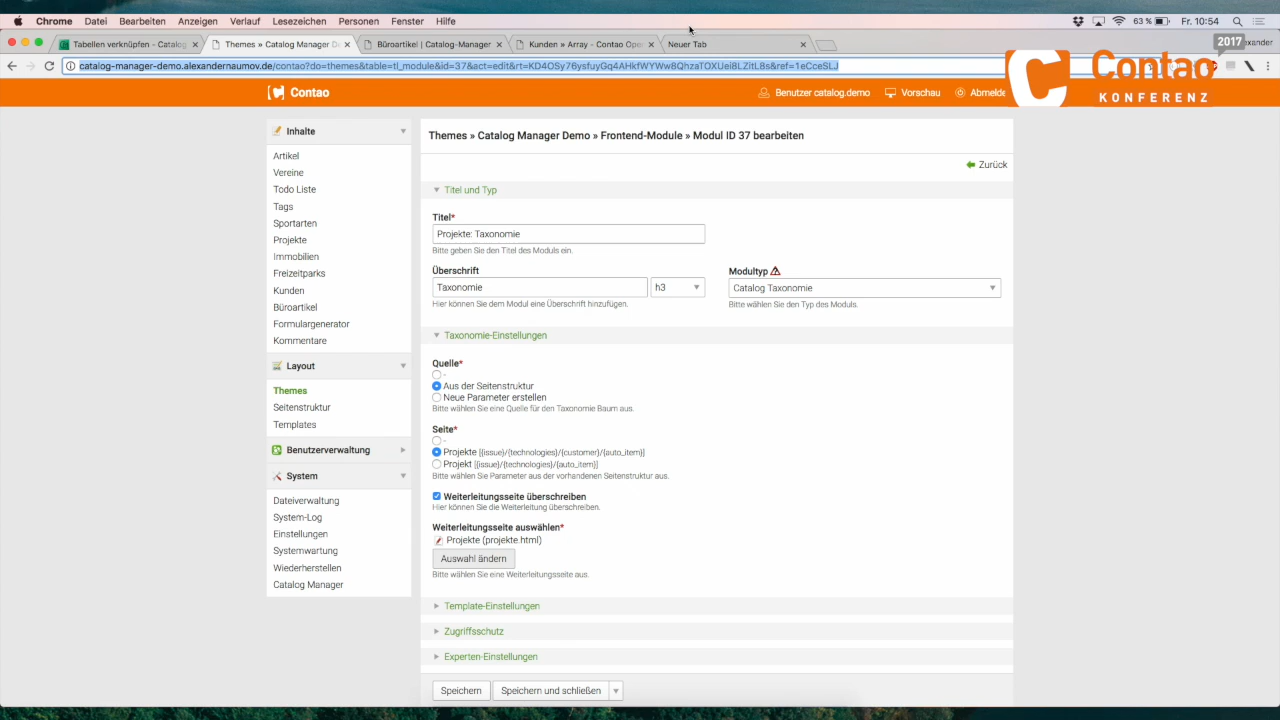 Chrome Datei Bearbeiten Anzeigen Verlauf Lesezeichen Personen Fenster Hilfe 63 % Fr. 10:54
Tabellen verknüpfen - Catalog × Themes » Catalog Manager De × Büroartikel | Catalog-Manager × Kunden » Array - Contao Open × Neuer Tab × 2017
catalog-manager-demo.alexandernaumov.de/contao?do=themes&table=tl_module&id=37&act=edit&rt=KD4OSy76ysfuyGq4AHkfWYWw8QhzaTOXUei8LZitL8s&ref=1eCceSLJ
Contao
KONFERENZ
Contao Benutzer catalog.demo Vorschau Abmelde
Inhalte
Artikel
Vereine
Todo Liste
Tags
Sportarten
Projekte
Immobilien
Freizeitparks
Kunden
Büroartikel
Formulargenerator
Kommentare
Layout
Themes
Seitenstruktur
Templates
Benutzerverwaltung
System
Dateiverwaltung
System-Log
Einstellungen
Systemwartung
Wiederherstellen
Catalog Manager
Themes » Catalog Manager Demo » Frontend-Module » Modul ID 37 bearbeiten
Zurück
Titel und Typ
Titel*
Projekte: Taxonomie
Bitte geben Sie den Titel des Moduls ein.
Überschrift Modultyp
Taxonomie h3 Catalog Taxonomie
Hier können Sie dem Modul eine Überschrift hinzufügen. Bitte wählen Sie den Typ des Moduls.
Taxonomie-Einstellungen
Quelle*
-
Aus der Seitenstruktur
Neue Parameter erstellen
Bitte wählen Sie eine Quelle für den Taxonomie Baum aus.
Seite*
-
Projekte [{issue}/{technologies}/{customer}/{auto_item}]
Projekt [{issue}/{technologies}/{auto_item}]
Bitte wählen Sie Parameter aus der vorhandenen Seitenstruktur aus.
Weiterleitungsseite überschreiben
Hier können Sie die Weiterleitung überschreiben.
Weiterleitungsseite auswählen*
Projekte (projekte.html)
Auswahl ändern
Bitte wählen Sie eine Weiterleitungsseite aus.
Template-Einstellungen
Zugriffsschutz
Experten-Einstellungen
Speichern Speichern und schließen